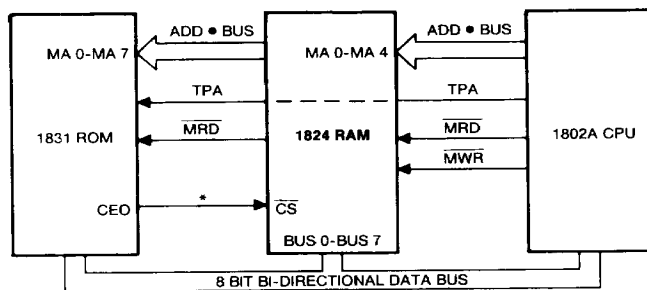 ADD • BUS
ADD • BUS
MA 0-MA 7
MA 0-MA 4
TPA
TPA
MRD
MRD
1831 ROM
1824 RAM
1802A CPU
MWR
CEO
*
CS
BUS 0-BUS 7
8 BIT BI-DIRECTIONAL DATA BUS